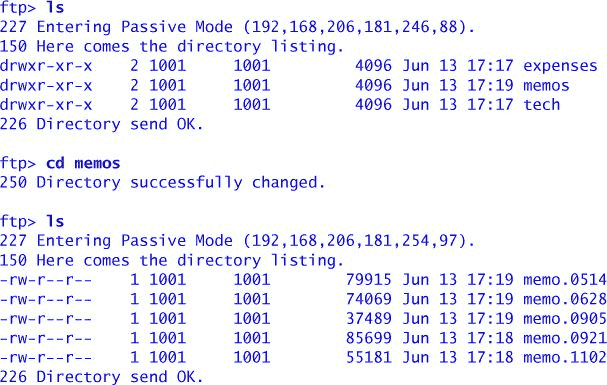 ftp> ls
227 Entering Passive Mode (192,168,206,181,246,88).
150 Here comes the directory listing.
drwxr-xr-x    2 1001     1001         4096 Jun 13 17:17 expenses
drwxr-xr-x    2 1001     1001         4096 Jun 13 17:19 memos
drwxr-xr-x    2 1001     1001         4096 Jun 13 17:17 tech
226 Directory send OK.
ftp> cd memos
250 Directory successfully changed.
ftp> ls
227 Entering Passive Mode (192,168,206,181,254,97).
150 Here comes the directory listing.
-rw-r--r--    1 1001     1001        79915 Jun 13 17:19 memo.0514
-rw-r--r--    1 1001     1001        74069 Jun 13 17:19 memo.0628
-rw-r--r--    1 1001     1001        37489 Jun 13 17:19 memo.0905
-rw-r--r--    1 1001     1001        85699 Jun 13 17:18 memo.0921
-rw-r--r--    1 1001     1001        55181 Jun 13 17:18 memo.1102
226 Directory send OK.